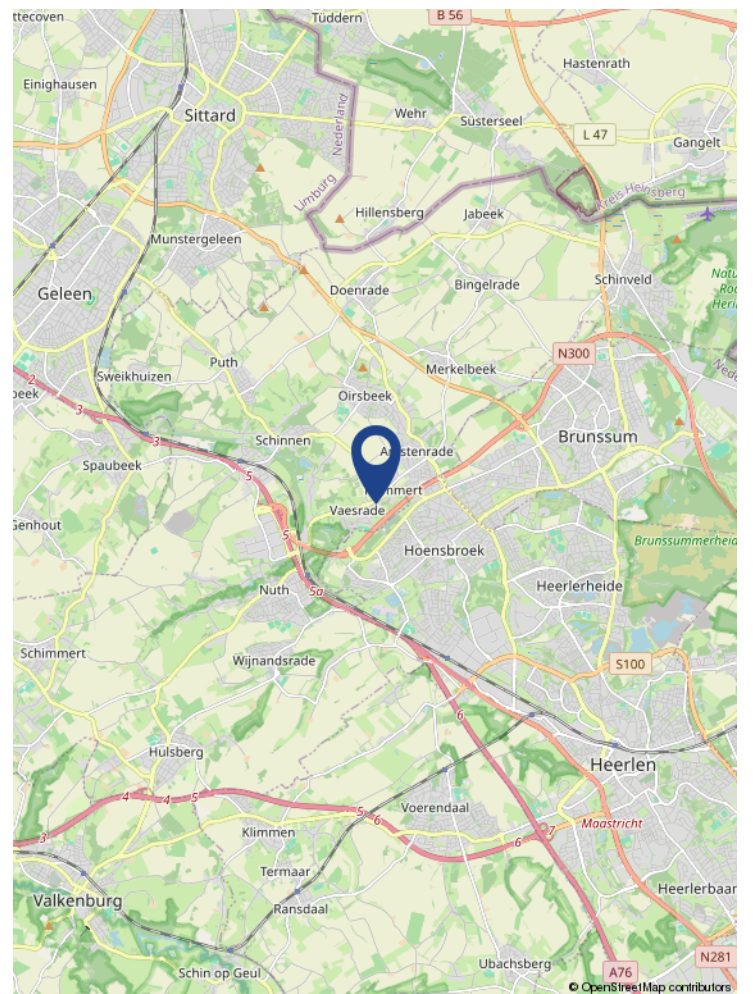 Tüddern
B 56
Hastenrath
Einighausen
Wehr
Sittard
Süsterseel
L 47
Gangelt
Nederland
Limburg
Kreis Heinsberg
Hillensberg
Jabeek
Munstergeleen
Geleen
Doenrade
Bingelrade
Schinveld
N300
Puth
Merkelbeek
Sweikhuizen
2
Oirsbeek
3
Brunssum
3
Schinnen
Spaubeek
5
Vaesrade
Genhout
5
Hoensbroek
Brunssummerheid
Nuth
5a
Heerlerheide
Schimmert
Wijnandsrade
S100
6
Hulsberg
Heerlen
4
4
5
5
Voerendaal
6
3
Klimmen
6
7
Maastricht
Termaar
Valkenburg
Ransdaal
Heerlerbaan
Schin op Geul
Ubachsberg
N281
A76
© OpenStreetMap contributors